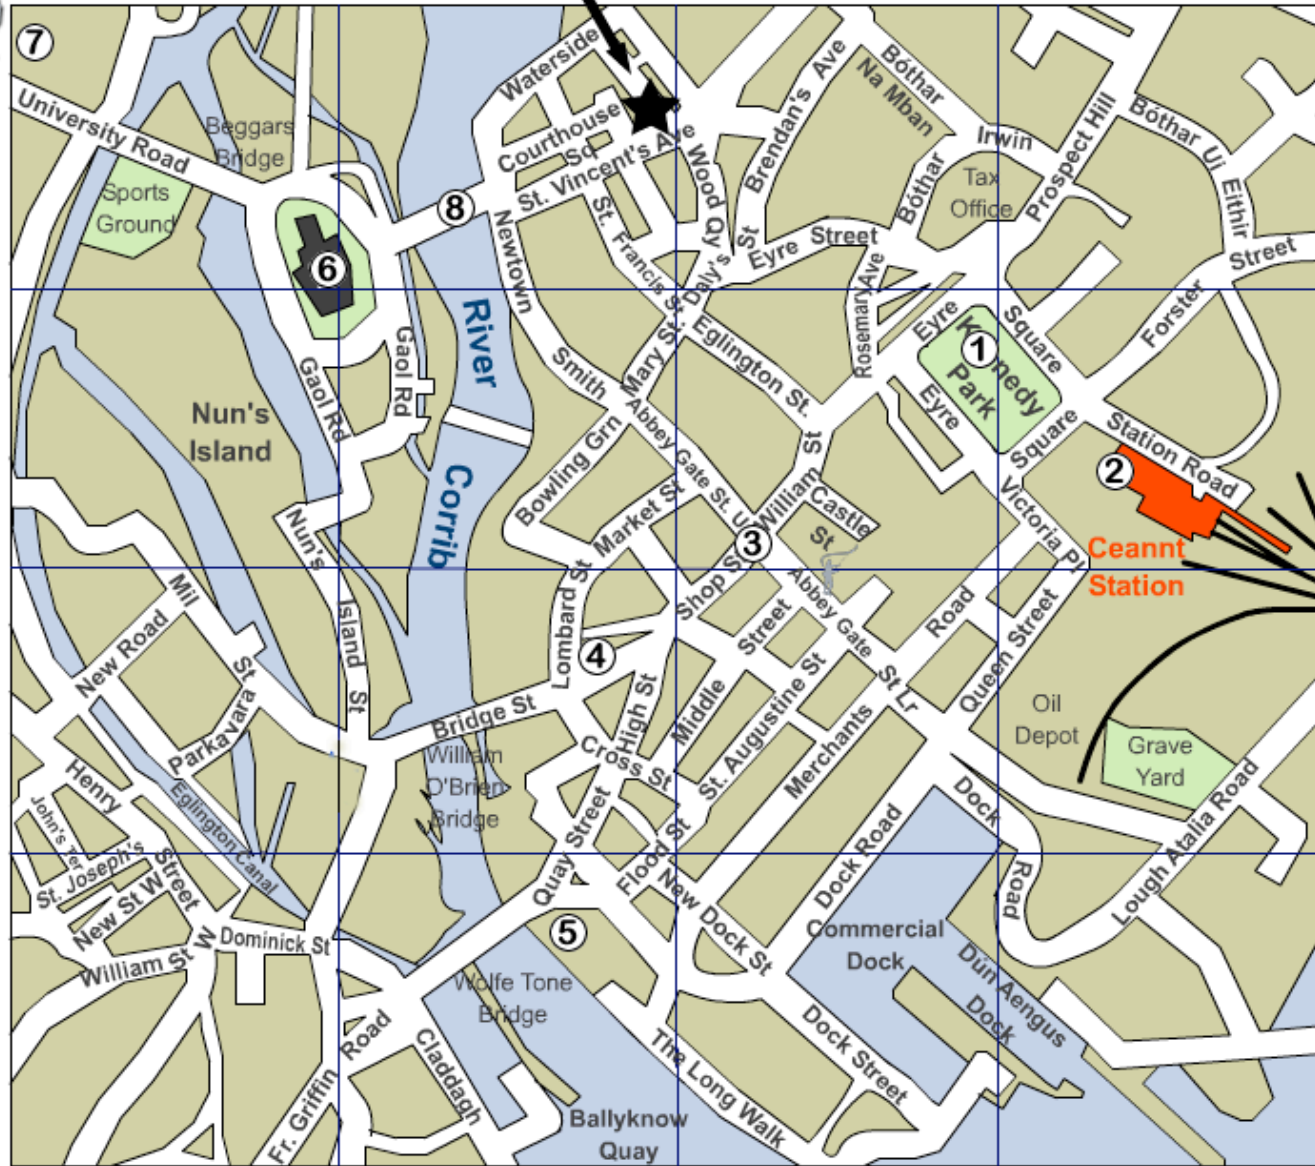 7
University Road
Beggars
Bridge
Sports
Ground
6
8
Waterside
Courthouse
Sq
St. Vincent's Ave
Wood Qy
St. Francis St
Newtown
Smith
Daly's
St
Brendan's Ave
Bóthar
Na Mban
Irwin
Bóthar
Tax
Office
Prospect Hill
Bóthar Ui
Eithir
Street
Forster
Eyre Street
Rosemary Ave
Eyre
Square
1
Kennedy
Park
Eyre
Square
Station Road
2
Ceannt
Station
Victoria Pl
River
Corrib
Gaol Rd
Gaol Rd
Nun's
Island
Mary St
Eglington St.
Abbey Gate St. U
Bowling Grn
Market St
William St
Castle
St
3
Shop St
Abbey Gate
St Lr
Nun's
Island
St
Mil
St
New Road
Parkavara
Lombard St
4
High St
Street
Middle
St. Augustine St
Merchants
Road
Queen Street
Oil
Depot
Grave
Yard
Bridge St
William
O'Brien
Bridge
Cross St
Henry
Street
John's Ter
St. Joseph's
New St W
Eglington Canal
William St
W
Dominick St
Quay Street
Flood St
New Dock St
Dock Road
Dock
Road
Lough Atalia Road
5
Commercial
Dock
Dún Aengus
Dock
Wolfe Tone
Bridge
Dock Street
The Long Walk
Fr. Griffin
Road
Claddagh
Ballyknow
Quay